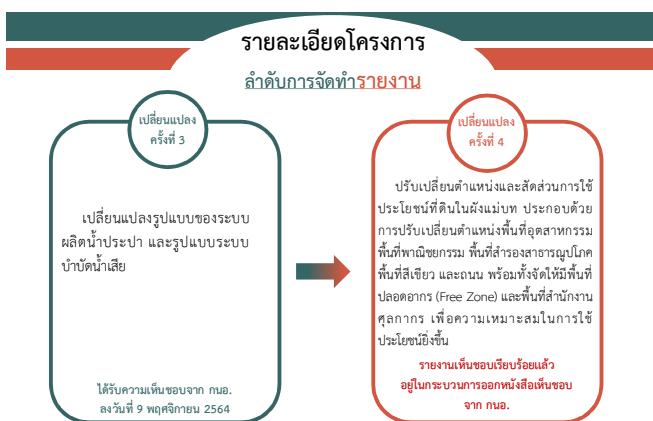 รายละเอียดโครงการ
ลำดับการจัดทำรายงาน
เปลี่ยนแปลง
ครั้งที่ 3
เปลี่ยนแปลงรูปแบบของระบบ
ผลิตน้ำประปา และรูปแบบระบบ
บำบัดน้ำเสีย
ได้รับความเห็นชอบจาก กนอ.
ลงวันที่ 9 พฤศจิกายน 2564
เปลี่ยนแปลง
ครั้งที่ 4
ปรับเปลี่ยนตำแหน่งและสัดส่วนการใช้
ประโยชน์ที่ดินในผังแม่บท ประกอบด้วย
การปรับเปลี่ยนตำแหน่งพื้นที่อุตสาหกรรม
พื้นที่พาณิชยกรรม พื้นที่สำรองสาธารณูปโภค
พื้นที่สีเขียว และถนน พร้อมทั้งจัดให้มีพื้นที่
ปลอดอากร (Free Zone) และพื้นที่สำนักงาน
ศุลกากร เพื่อความเหมาะสมในการใช้
ประโยชน์ยิ่งขึ้น
รายงานเห็นชอบเรียบร้อยแล้ว
อยู่ในกระบวนการออกหนังสือเห็นชอบ
จาก กนอ.